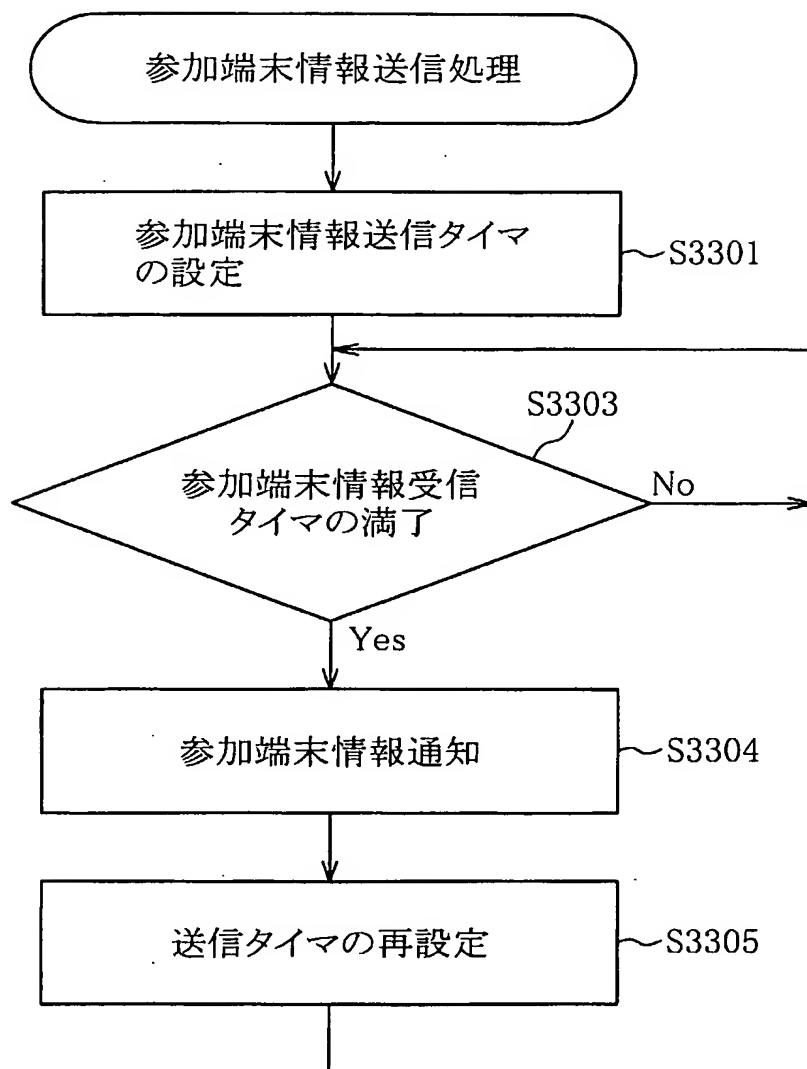 参加端末情報送信処理
参加端末情報送信タイマ
の設定
S3301
S3303
参加端末情報受信
タイマの満了
No
Yes
参加端末情報通知
S3304
送信タイマの再設定
S3305